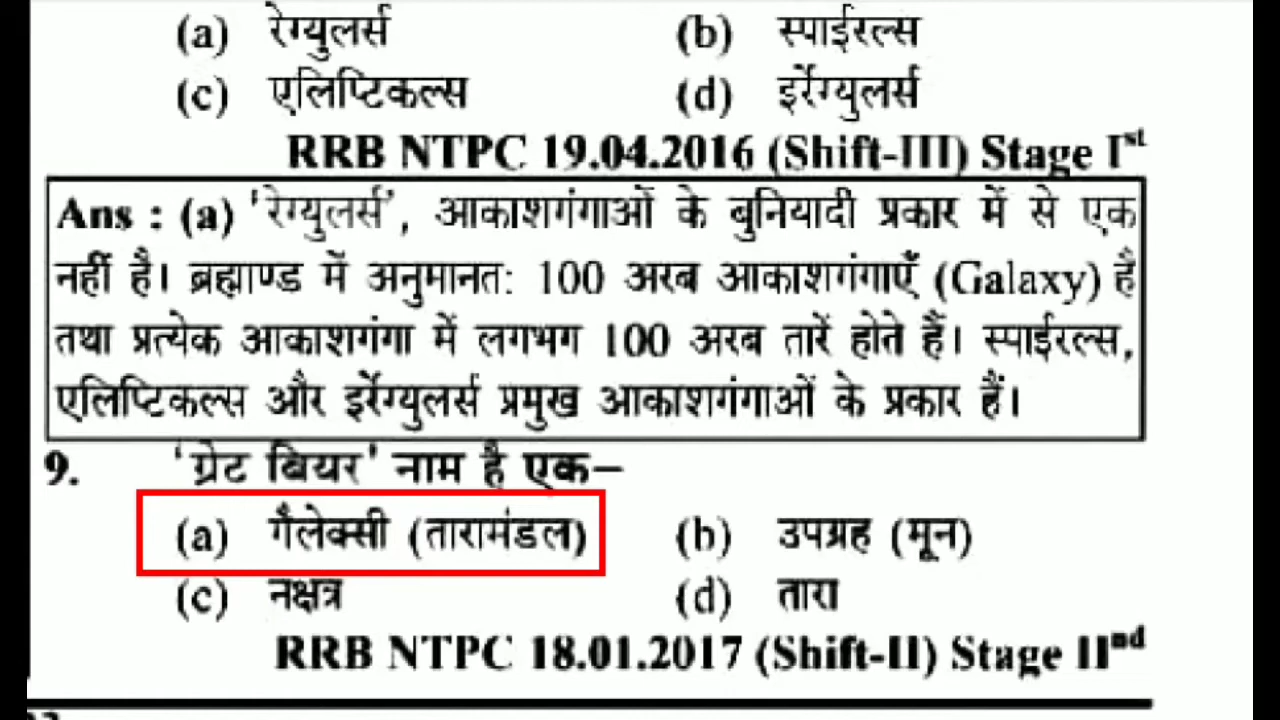 (a) रेग्युलर्स (b) स्पाईरल्स
(c) एलिप्टिकल्स (d) इर्रेग्युलर्स
RRB NTPC 19.04.2016 (Shift-III) Stage Ist
Ans : (a) 'रेग्युलर्स', आकाशगंगाओं के बुनियादी प्रकार में से एक
नहीं है। ब्रह्माण्ड में अनुमानत: 100 अरब आकाशगंगाएँ (Galaxy) हैं
तथा प्रत्येक आकाशगंगा में लगभग 100 अरब तारें होते हैं। स्पाईरल्स,
एलिप्टिकल्स और इर्रेग्युलर्स प्रमुख आकाशगंगाओं के प्रकार हैं।
9. 'ग्रेट बियर' नाम है एक–
(a) गैलेक्सी (तारामंडल) (b) उपग्रह (मून)
(c) नक्षत्र (d) तारा
RRB NTPC 18.01.2017 (Shift-II) Stage IInd